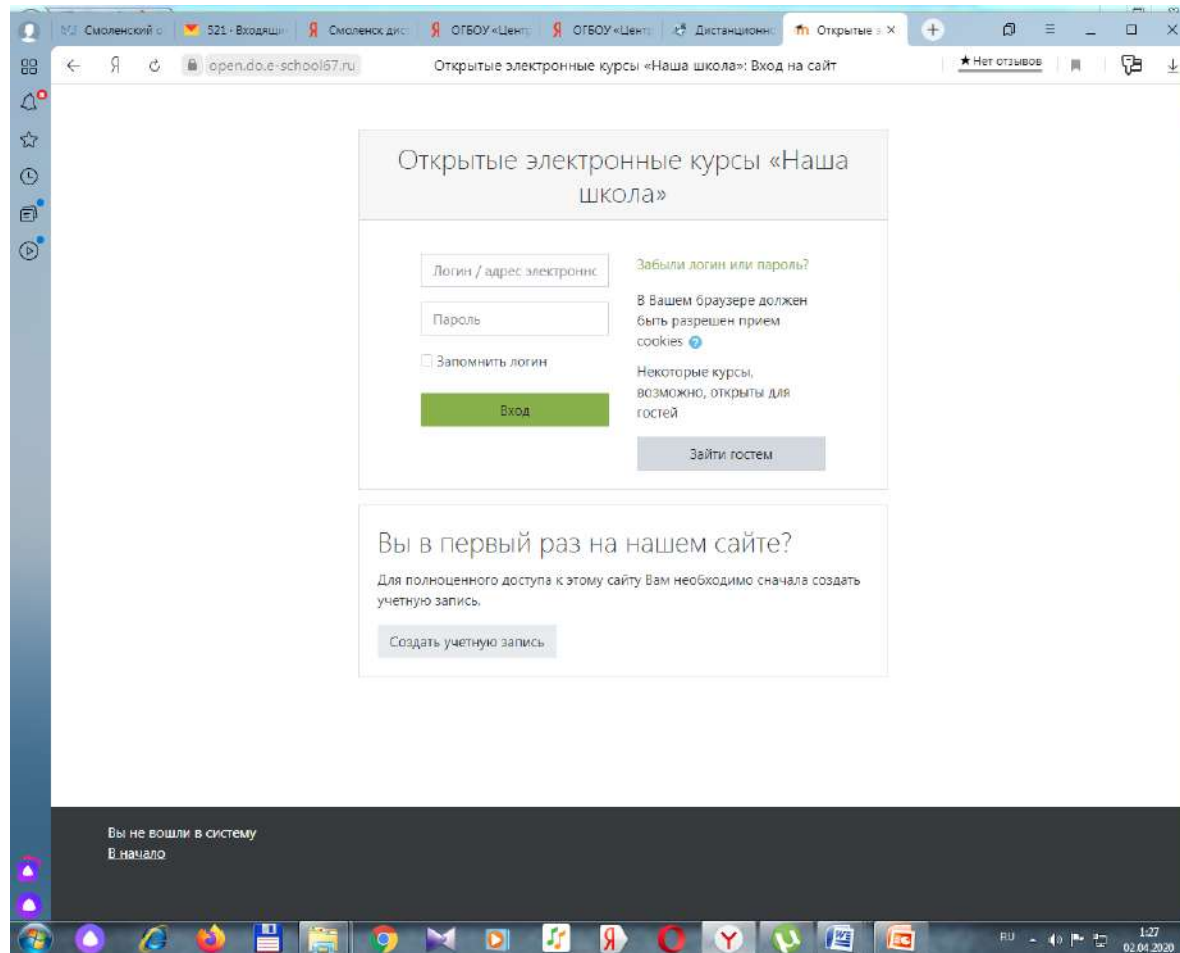 Смоленский о
521 · Входящи
Смоленск дис
ОГБОУ «Центр
ОГБОУ «Центр
Дистанционно
Открытые э
open.do.e-school67.ru
Открытые электронные курсы «Наша школа»: Вход на сайт
★ Нет отзывов
Открытые электронные курсы «Наша
школа»
Логин / адрес электронно
Пароль
Запомнить логин
Вход
Забыли логин или пароль?
В Вашем браузере должен
быть разрешен прием
cookies
Некоторые курсы,
возможно, открыты для
гостей
Зайти гостем
Вы в первый раз на нашем сайте?
Для полноценного доступа к этому сайту Вам необходимо сначала создать
учетную запись.
Создать учетную запись
Вы не вошли в систему
В начало
RU
1:27
02.04.2020